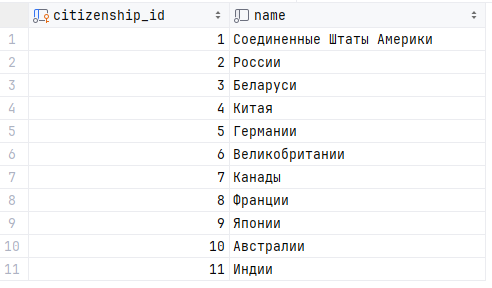 citizenship_id name
1 1 Соединенные Штаты Америки
2 2 России
3 3 Беларуси
4 4 Китая
5 5 Германии
6 6 Великобритании
7 7 Канады
8 8 Франции
9 9 Японии
10 10 Австралии
11 11 Индии